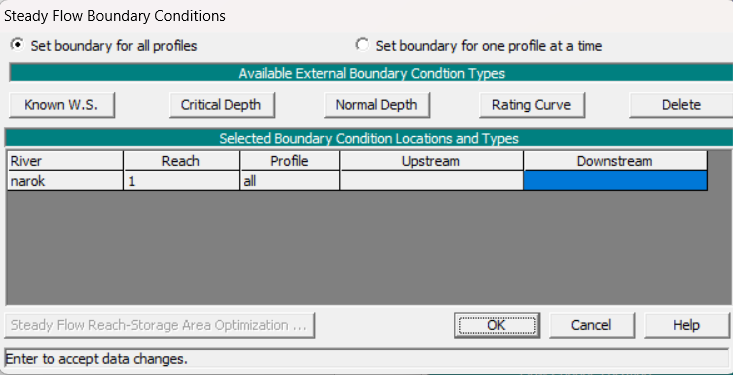 Steady Flow Boundary Conditions
Set boundary for all profiles Set boundary for one profile at a time
Available External Boundary Condtion Types
Known W.S. Critical Depth Normal Depth Rating Curve Delete
Selected Boundary Condition Locations and Types
River Reach Profile Upstream Downstream
narok 1 all
Steady Flow Reach-Storage Area Optimization ... OK Cancel Help
Enter to accept data changes.